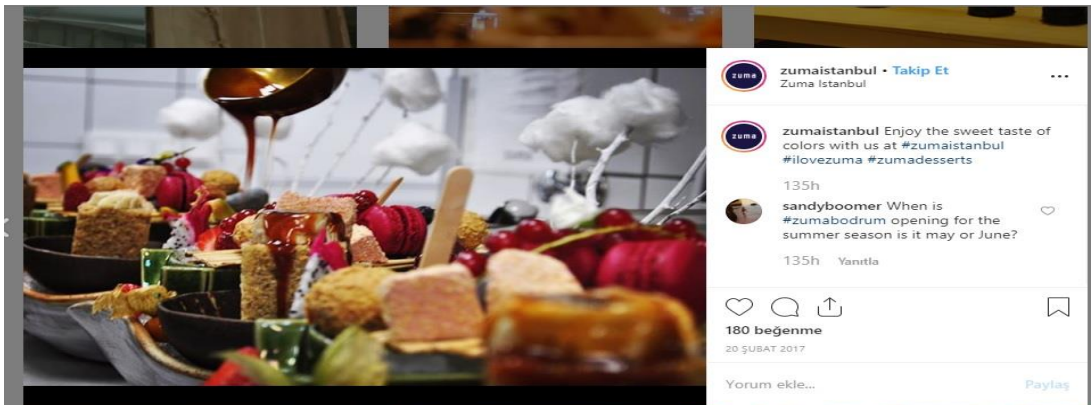 zuma
zumaistanbul • Takip Et
Zuma Istanbul
zuma
zumaistanbul Enjoy the sweet taste of
colors with us at #zumaistanbul
#ilovezuma #zumadesserts
135h
sandyboomer When is
#zumabodrum opening for the
summer season is it may or June?
135h Yanıtla
180 beğenme
20 ŞUBAT 2017
Yorum ekle...
Paylaş